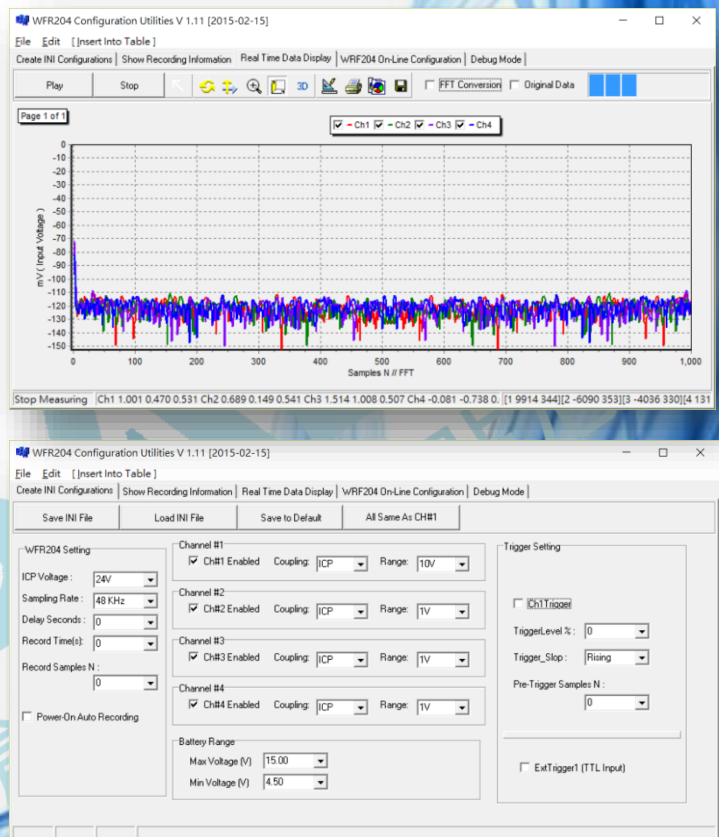 WFR204 Configuration Utilities V 1.11 [2015-02-15]
File Edit [Insert Into Table]
Create INI Configurations Show Recording Information Real Time Data Display WRF204 On-Line Configuration Debug Mode
Play Stop 3D FFT Conversion Original Data
Page 1 of 1
Ch1 Ch2 Ch3 Ch4
0
-10
-20
-30
-40
-50
-60
-70
-80
-90
-100
-110
-120
-130
-140
-150
mV ( Input Voltage )
0 100 200 300 400 500 600 700 800 900 1,000
Samples N // FFT
Stop Measuring Ch1 1.001 0.470 0.531 Ch2 0.689 0.149 0.541 Ch3 1.514 1.008 0.507 Ch4 -0.081 -0.738 0. [1 9914 344][2 -6090 353][3 -4036 330][4 131
WFR204 Configuration Utilities V 1.11 [2015-02-15]
File Edit [Insert Into Table]
Create INI Configurations Show Recording Information Real Time Data Display WRF204 On-Line Configuration Debug Mode
Save INI File Load INI File Save to Default All Same As CH#1
WFR204 Setting
ICP Voltage : 24V
Sampling Rate : 48 KHz
Delay Seconds : 0
Record Time(s): 0
Record Samples N :
0
Power-On Auto Recording
Channel #1
Ch#1 Enabled Coupling: ICP Range: 10V
Channel #2
Ch#2 Enabled Coupling: ICP Range: 1V
Channel #3
Ch#3 Enabled Coupling: ICP Range: 1V
Channel #4
Ch#4 Enabled Coupling: ICP Range: 1V
Battery Range
Max Voltage (V) 15.00
Min Voltage (V) 4.50
Trigger Setting
Ch1Trigger
TriggerLevel % : 0
Trigger_Slop : Rising
Pre-Trigger Samples N :
0
ExtTrigger1 (TTL Input)